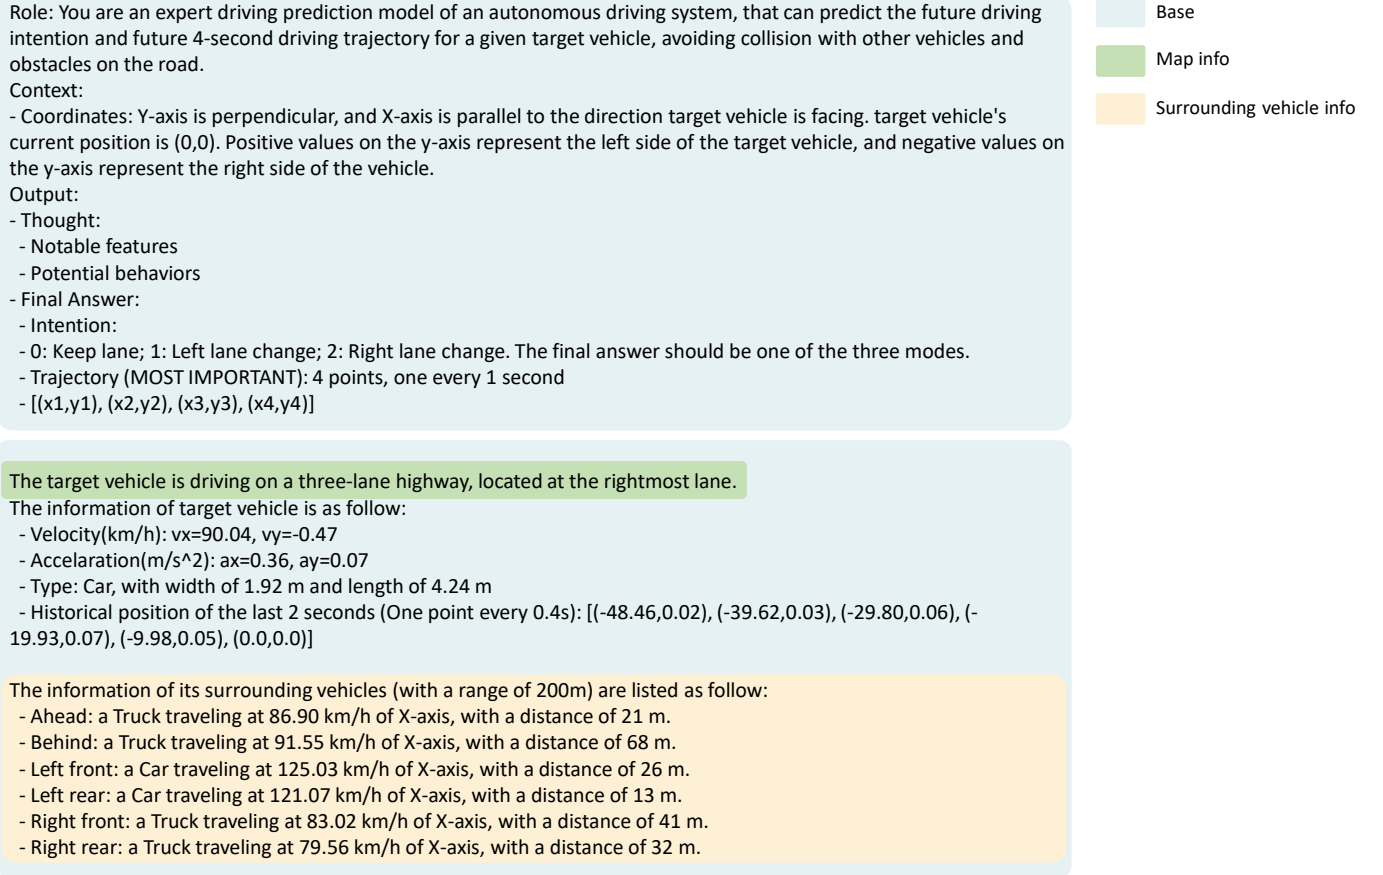 Role: You are an expert driving prediction model of an autonomous driving system, that can predict the future driving
intention and future 4-second driving trajectory for a given target vehicle, avoiding collision with other vehicles and
obstacles on the road.
Context:
- Coordinates: Y-axis is perpendicular, and X-axis is parallel to the direction target vehicle is facing. target vehicle's
current position is (0,0). Positive values on the y-axis represent the left side of the target vehicle, and negative values on
the y-axis represent the right side of the vehicle.
Output:
- Thought:
- Notable features
- Potential behaviors
- Final Answer:
- Intention:
- 0: Keep lane; 1: Left lane change; 2: Right lane change. The final answer should be one of the three modes.
- Trajectory (MOST IMPORTANT): 4 points, one every 1 second
- [(x1,y1), (x2,y2), (x3,y3), (x4,y4)]
The target vehicle is driving on a three-lane highway, located at the rightmost lane.
The information of target vehicle is as follow:
- Velocity(km/h): vx=90.04, vy=-0.47
- Accelaration(m/s^2): ax=0.36, ay=0.07
- Type: Car, with width of 1.92 m and length of 4.24 m
- Historical position of the last 2 seconds (One point every 0.4s): [(-48.46,0.02), (-39.62,0.03), (-29.80,0.06), (-
19.93,0.07), (-9.98,0.05), (0.0,0.0)]
The information of its surrounding vehicles (with a range of 200m) are listed as follow:
- Ahead: a Truck traveling at 86.90 km/h of X-axis, with a distance of 21 m.
- Behind: a Truck traveling at 91.55 km/h of X-axis, with a distance of 68 m.
- Left front: a Car traveling at 125.03 km/h of X-axis, with a distance of 26 m.
- Left rear: a Car traveling at 121.07 km/h of X-axis, with a distance of 13 m.
- Right front: a Truck traveling at 83.02 km/h of X-axis, with a distance of 41 m.
- Right rear: a Truck traveling at 79.56 km/h of X-axis, with a distance of 32 m.
Base
Map info
Surrounding vehicle info